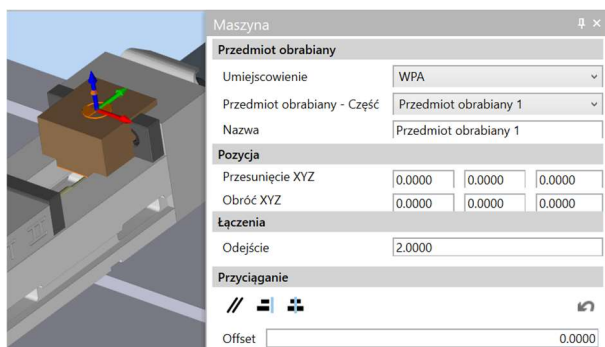 Maszyna
Przedmiot obrabiany
Umiejscowienie WPA
Przedmiot obrabiany - Część Przedmiot obrabiany 1
Nazwa Przedmiot obrabiany 1
Pozycja
Przesunięcie XYZ 0.0000 0.0000 0.0000
Obróć XYZ 0.0000 0.0000 0.0000
Łączenia
Odejście 2.0000
Przyciąganie
Offset 0.0000